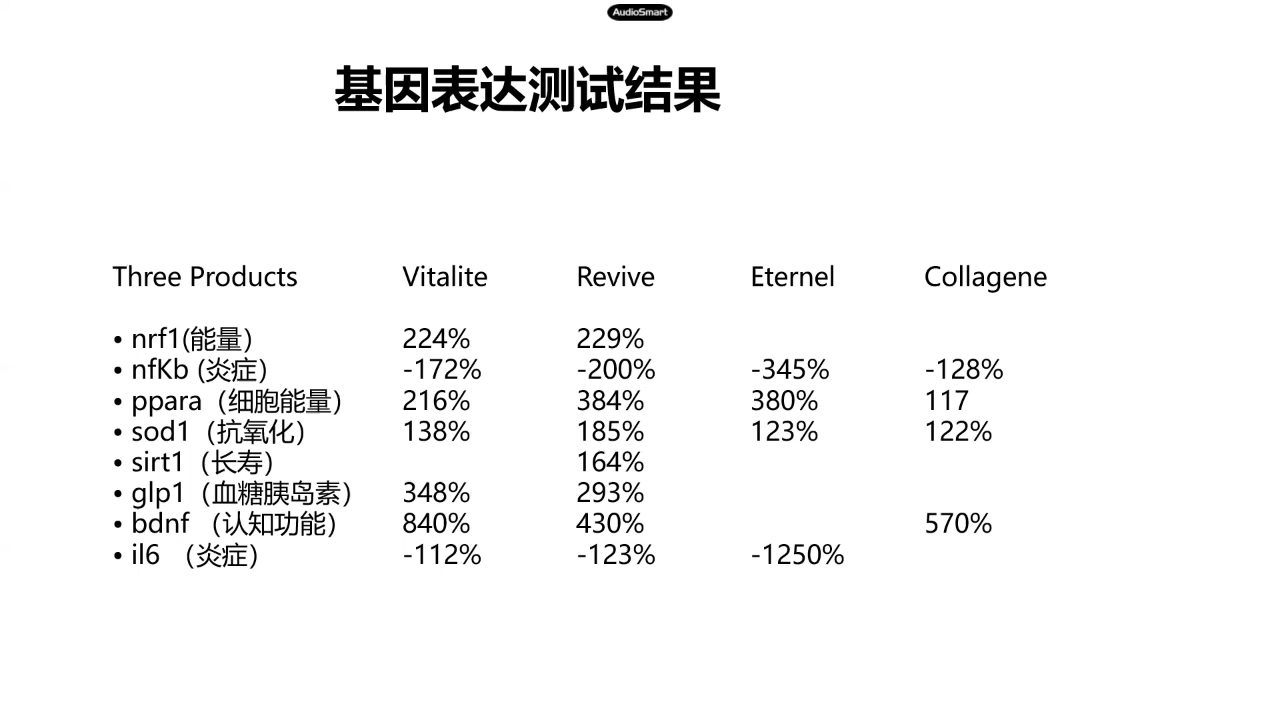 AudioSmart
基因表达测试结果
Three Products Vitalite Revive Eternel Collagene
• nrf1(能量） 224% 229%
• nfKb (炎症） -172% -200% -345% -128%
• ppara（细胞能量） 216% 384% 380% 117
• sod1（抗氧化） 138% 185% 123% 122%
• sirt1（长寿） 164%
• glp1（血糖胰岛素） 348% 293%
• bdnf （认知功能） 840% 430% 570%
• il6 （炎症） -112% -123% -1250%